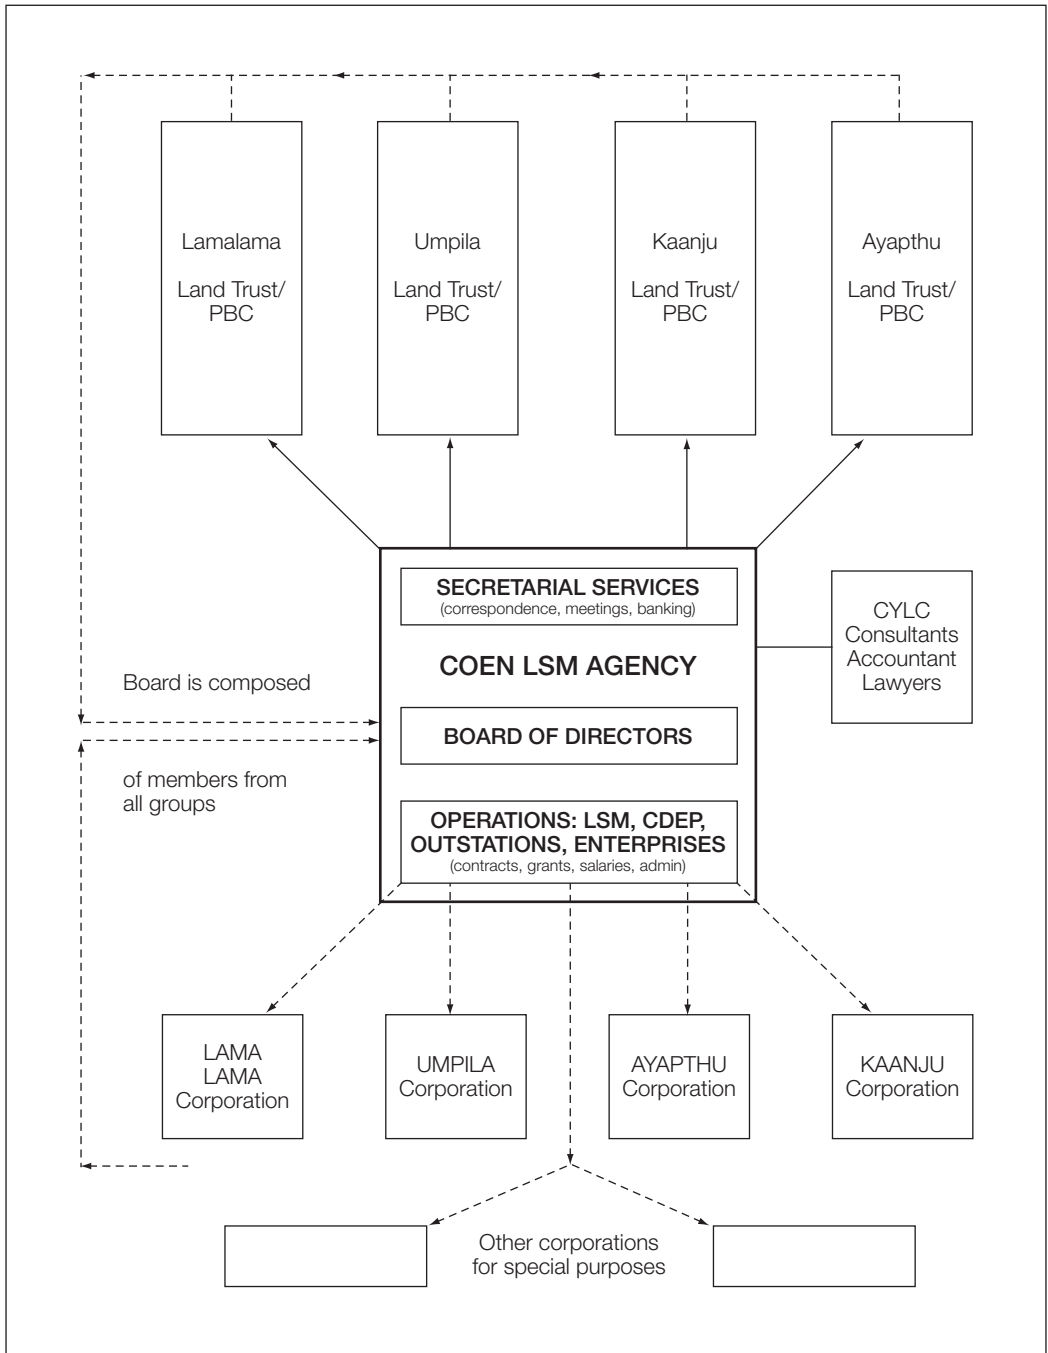 Lamalama
Land Trust/
PBC
Umpila
Land Trust/
PBC
Kaanju
Land Trust/
PBC
Ayapthu
Land Trust/
PBC
SECRETARIAL SERVICES
(correspondence, meetings, banking)
COEN LSM AGENCY
CYLC
Consultants
Accountant
Lawyers
Board is composed
BOARD OF DIRECTORS
of members from
all groups
OPERATIONS: LSM, CDEP,
OUTSTATIONS, ENTERPRISES
(contracts, grants, salaries, admin)
LAMA
LAMA
Corporation
UMPILA
Corporation
AYAPTHU
Corporation
KAANJU
Corporation
Other corporations
for special purposes